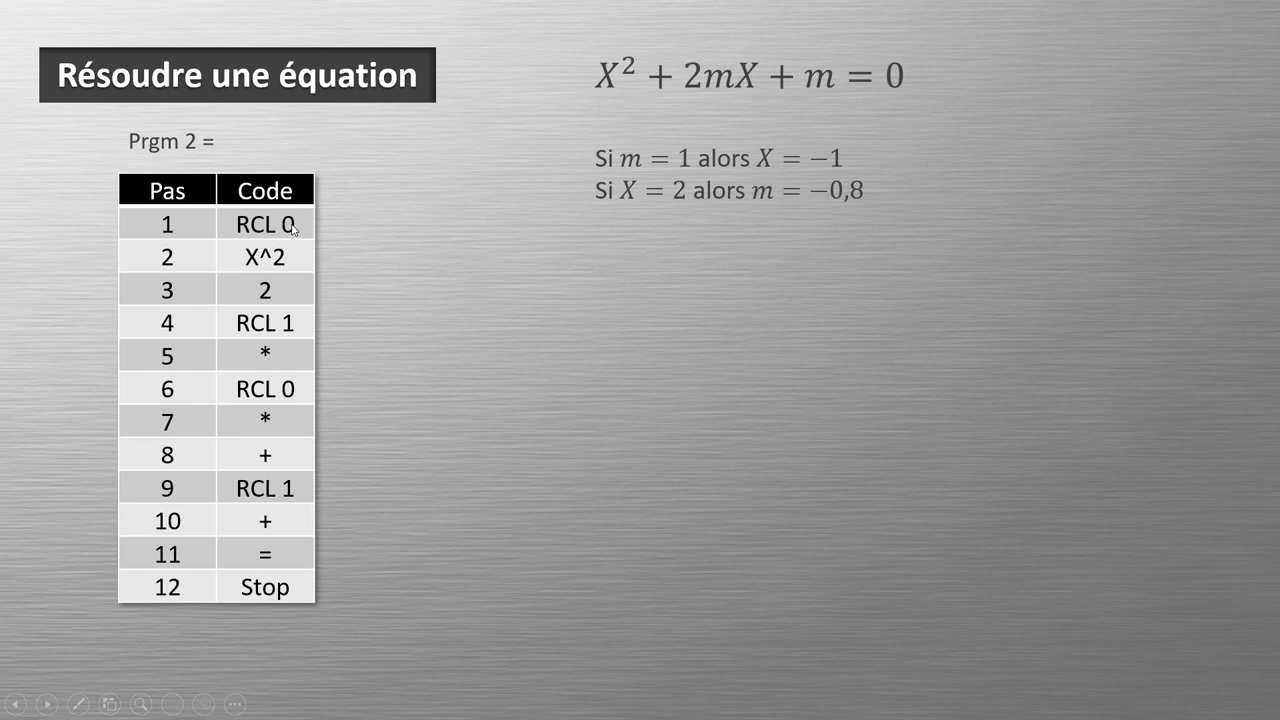 Résoudre une équation
Prgm 2 =
Pas Code
1 RCL 0
2 X^2
3 2
4 RCL 1
5 *
6 RCL 0
7 *
8 +
9 RCL 1
10 +
11 =
12 Stop
X² + 2mX + m = 0
Si m = 1 alors X = −1
Si X = 2 alors m = −0,8